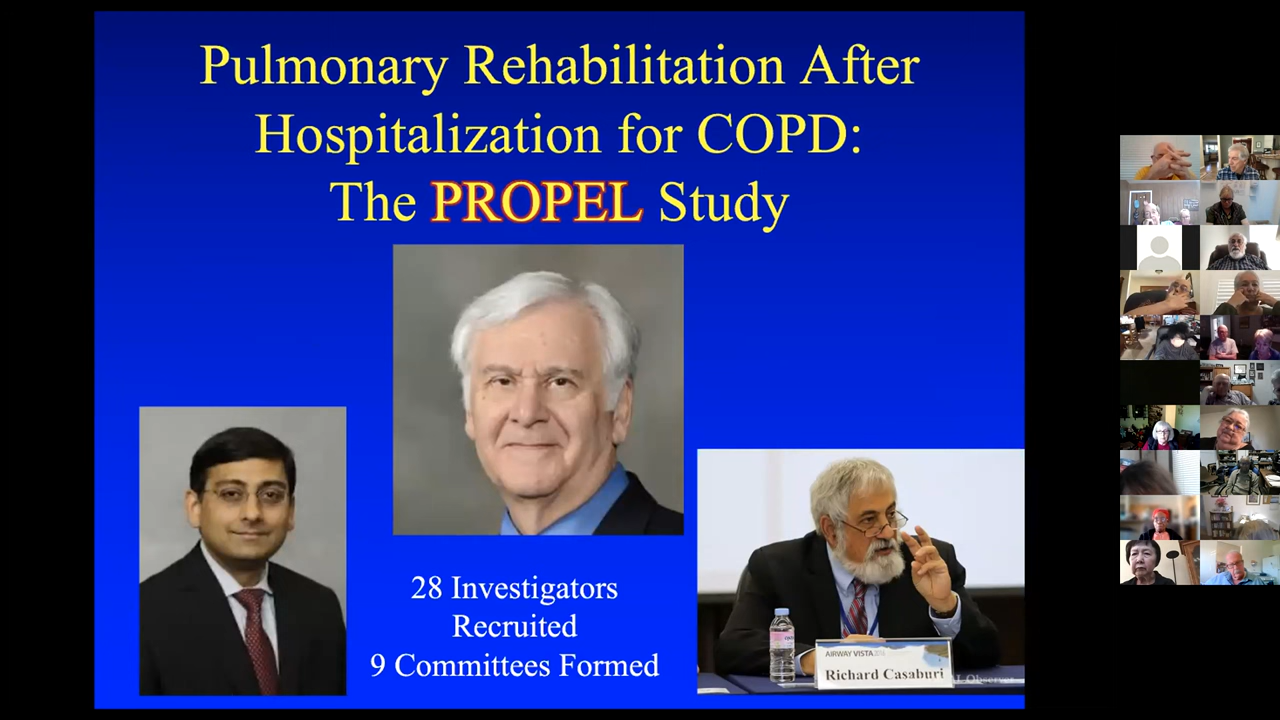 Pulmonary Rehabilitation After
Hospitalization for COPD:
The PROPEL Study
28 Investigators
Recruited
9 Committees Formed
AIRWAY VISTA
Richard Casaburi
Observer